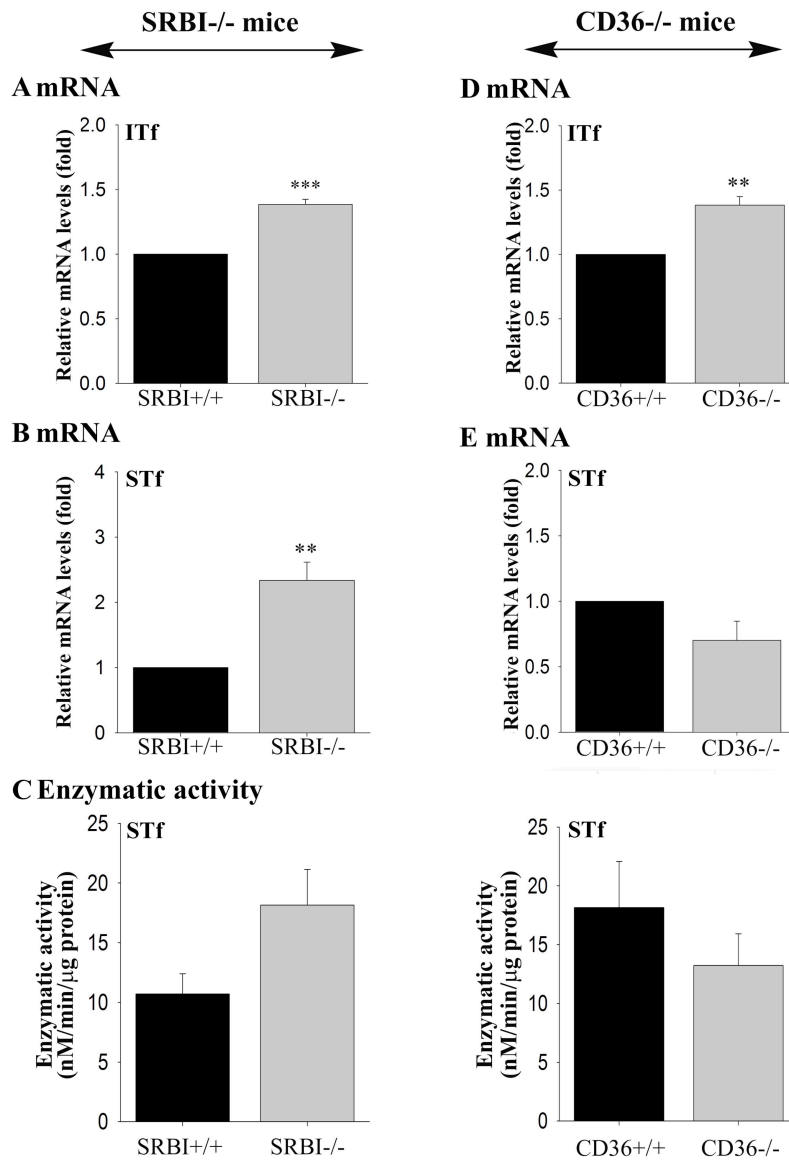 SRBI-/- mice
CD36-/- mice
A mRNA
ITf
Relative mRNA levels (fold)
2.0
1.5
1.0
0.5
0.0
***
SRBI+/+ SRBI-/-
D mRNA
ITf
Relative mRNA levels (fold)
2.0
1.5
1.0
0.5
0.0
**
CD36+/+ CD36-/-
B mRNA
STf
Relative mRNA levels (fold)
4
3
2
1
0
**
SRBI+/+ SRBI-/-
E mRNA
STf
Relative mRNA levels (fold)
2.0
1.5
1.0
0.5
0.0
CD36+/+ CD36-/-
C Enzymatic activity
STf
Enzymatic activity
(nM/min/μg protein)
25
20
15
10
5
0
SRBI+/+ SRBI-/-
STf
Enzymatic activity
(nM/min/μg protein)
25
20
15
10
5
0
CD36+/+ CD36-/-